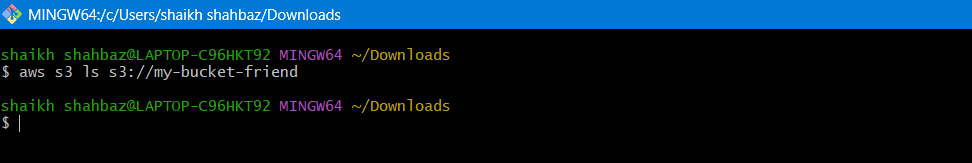 MINGW64:/c/Users/shaikh shahbaz/Downloads
shaikh shahbaz@LAPTOP-C96HKT92 MINGW64 ~/Downloads
$ aws s3 ls s3://my-bucket-friend
shaikh shahbaz@LAPTOP-C96HKT92 MINGW64 ~/Downloads
$